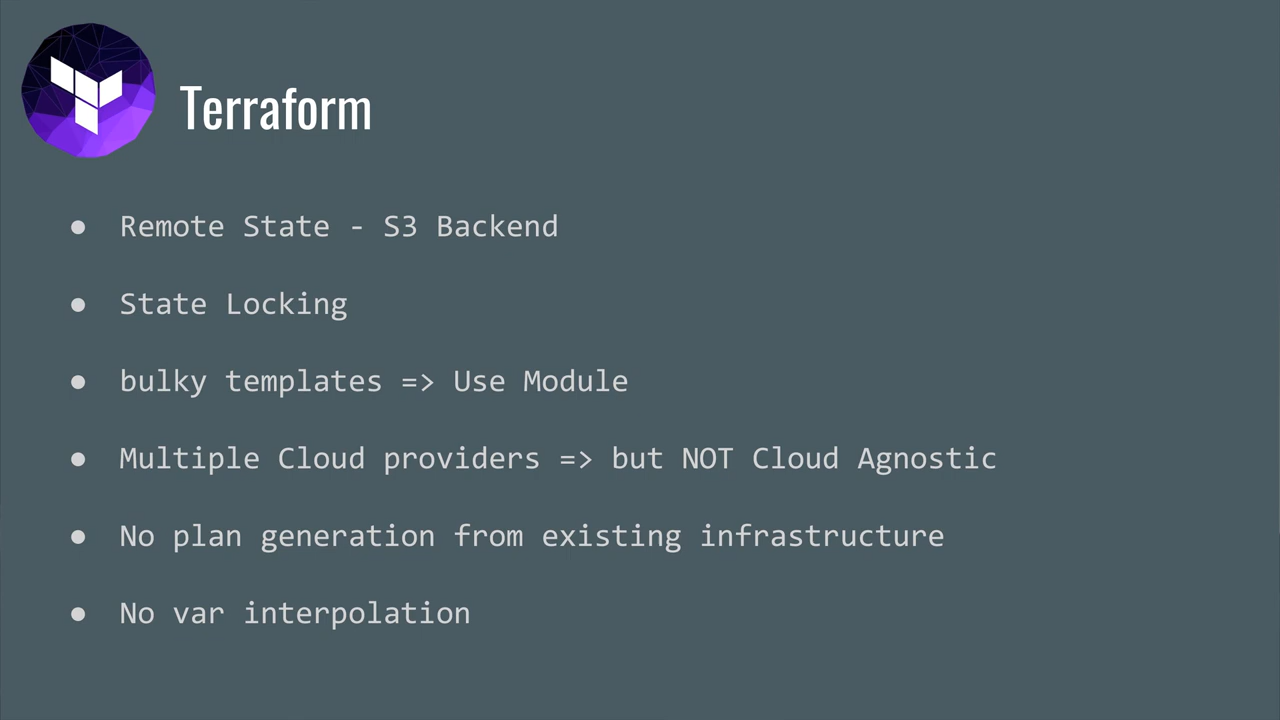 Terraform
● Remote State - S3 Backend
● State Locking
● bulky templates => Use Module
● Multiple Cloud providers => but NOT Cloud Agnostic
● No plan generation from existing infrastructure
● No var interpolation